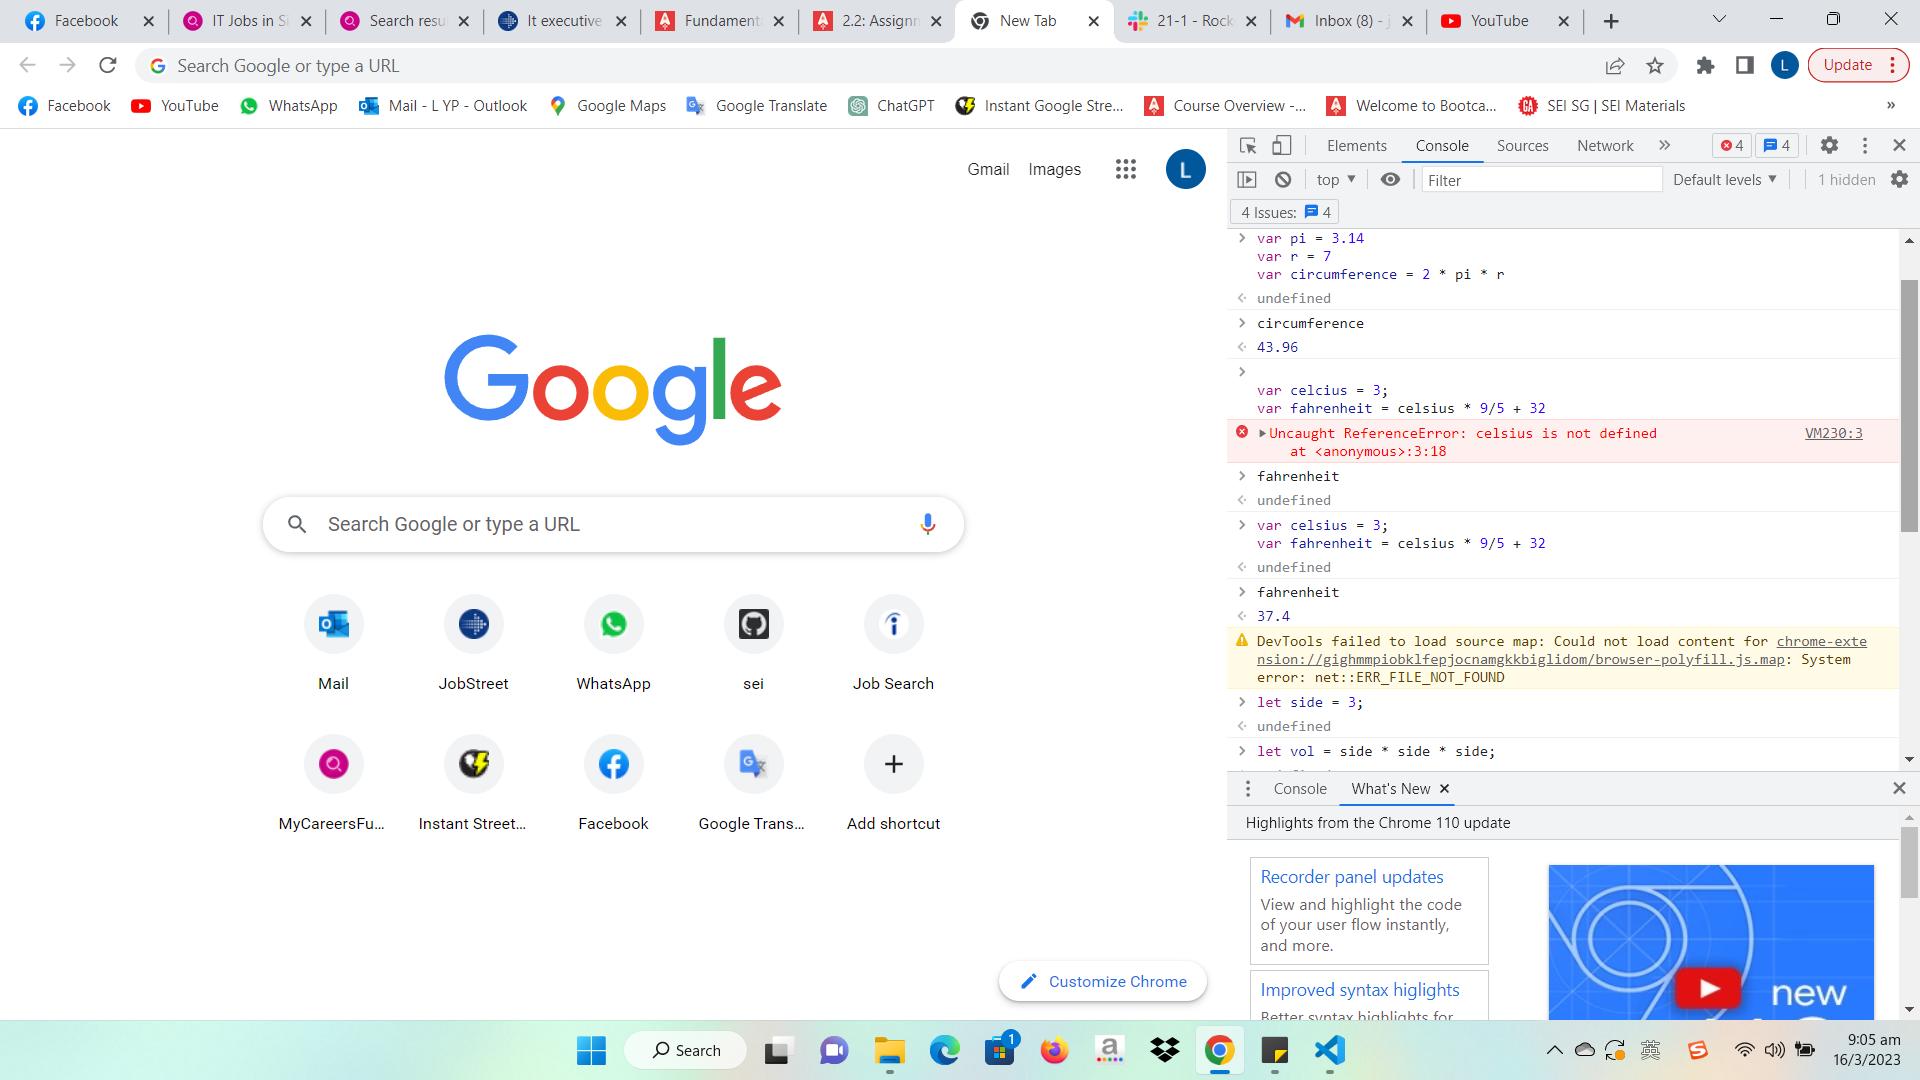 Facebook
IT Jobs in Si
Search resu
It executive
Fundamenta
2.2: Assignm
New Tab
21-1 - Rock
Inbox (8) - j
YouTube
Search Google or type a URL
L
Update
Facebook
YouTube
WhatsApp
Mail - L YP - Outlook
Google Maps
Google Translate
ChatGPT
Instant Google Stre...
Course Overview -...
Welcome to Bootca...
GA
SEI SG | SEI Materials
»
Gmail
Images
L
Google
Search Google or type a URL
Mail
JobStreet
WhatsApp
sei
Job Search
MyCareersFu...
Instant Street...
Facebook
Google Trans...
Add shortcut
Customize Chrome
Elements
Console
Sources
Network
»
4
4
top
Filter
Default levels
1 hidden
4 Issues: 4
var pi = 3.14
var r = 7
var circumference = 2 * pi * r
undefined
circumference
43.96
var celcius = 3;
var fahrenheit = celsius * 9/5 + 32
Uncaught ReferenceError: celsius is not defined VM230:3
at <anonymous>:3:18
fahrenheit
undefined
var celsius = 3;
var fahrenheit = celsius * 9/5 + 32
undefined
fahrenheit
37.4
DevTools failed to load source map: Could not load content for chrome-exte
nsion://gighmmpiobklfepjocnamgkkbiglidom/browser-polyfill.js.map: System
error: net::ERR_FILE_NOT_FOUND
let side = 3;
undefined
let vol = side * side * side;
Console
What's New
Highlights from the Chrome 110 update
Recorder panel updates
View and highlight the code
of your user flow instantly,
and more.
Improved syntax higlights
Better syntax highlights for
new
Search
1
a
英
9:05 am
16/3/2023